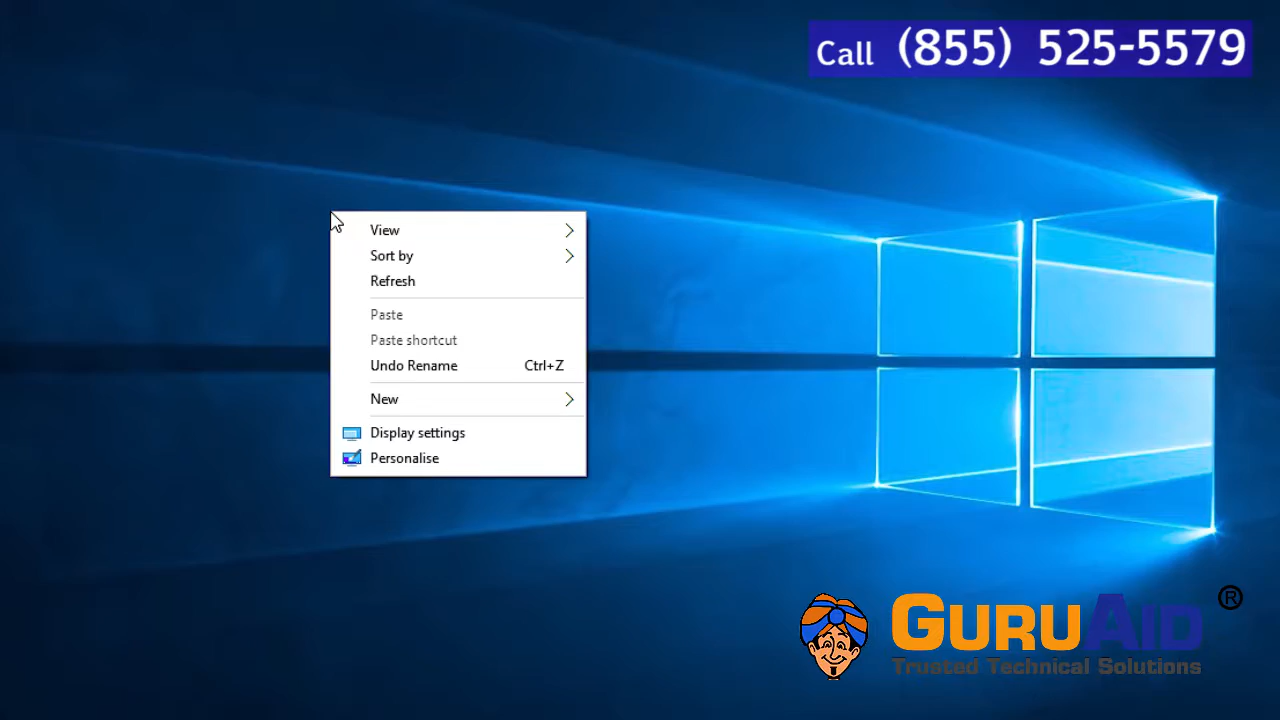 Call (855) 525-5579
View
Sort by
Refresh
Paste
Paste shortcut
Undo Rename Ctrl+Z
New
Display settings
Personalise
GURUAID ®
Trusted Technical Solutions